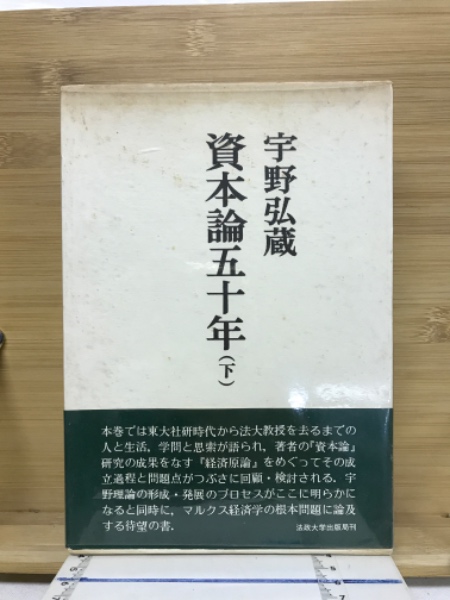 宇野弘蔵
資本論五十年(下)
本巻では東大社研時代から法大教授を去るまでの
人と生活,学問と思索が語られ,著者の『資本論』
研究の成果をなす『経済原論』をめぐってその成
立過程と問題点がつぶさに回顧・検討される.宇
野理論の形成・発展のプロセスがここに明らかに
なると同時に,マルクス経済学の根本問題に論及
する待望の書.
法政大学出版局刊